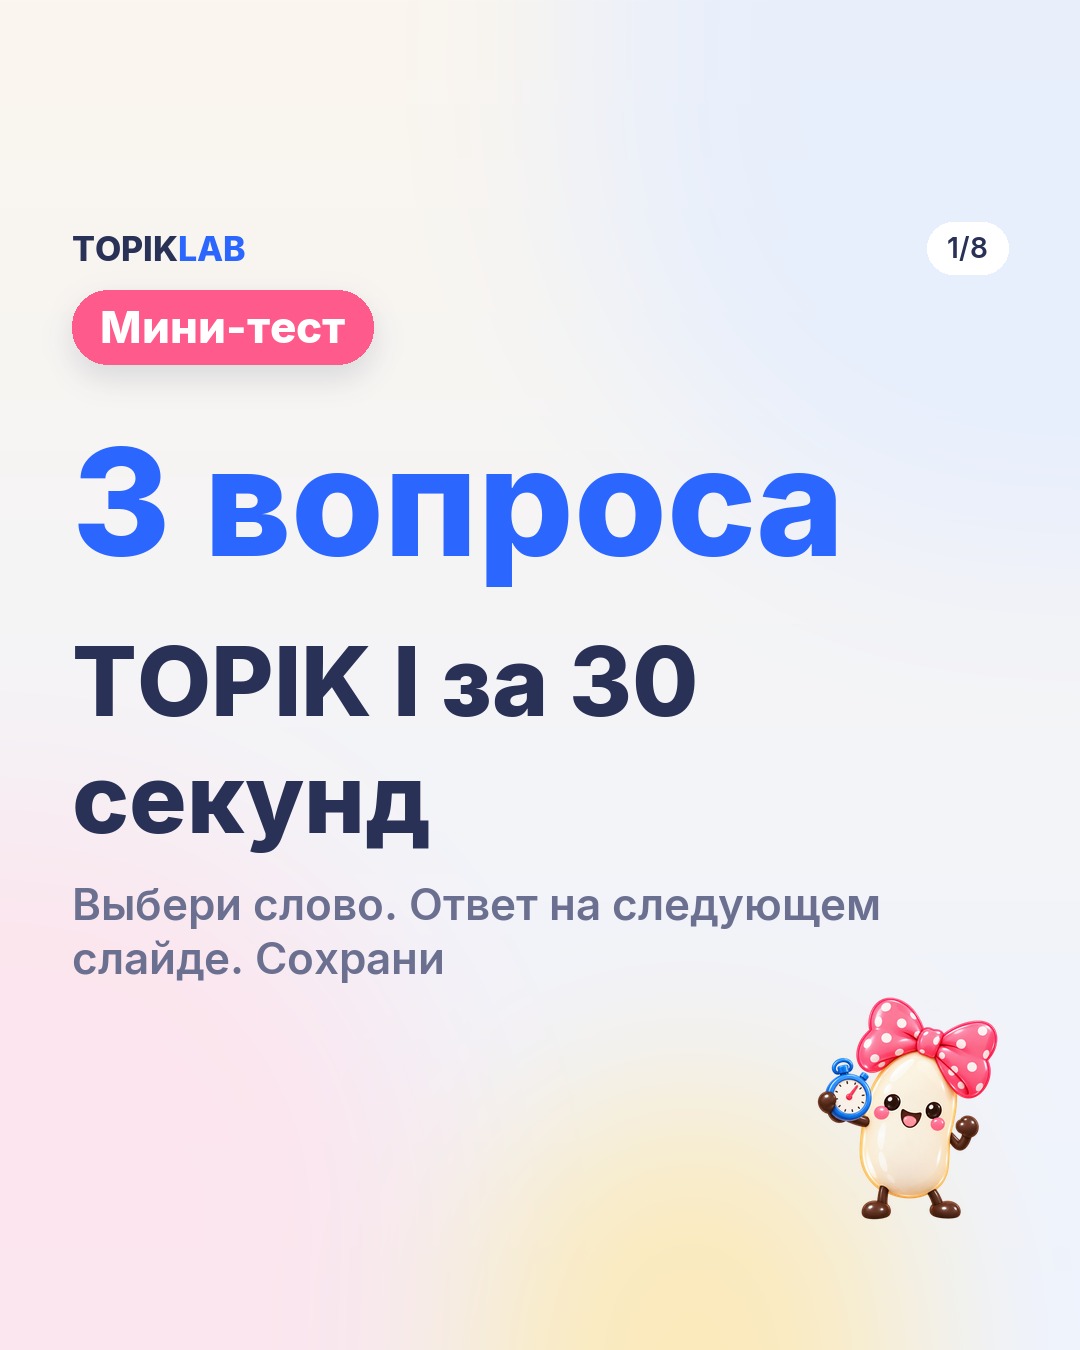 TOPIKLAB
1/8
Мини-тест
3 вопроса
TOPIK I за 30
секунд
Выбери слово. Ответ на следующем
слайде. Сохрани